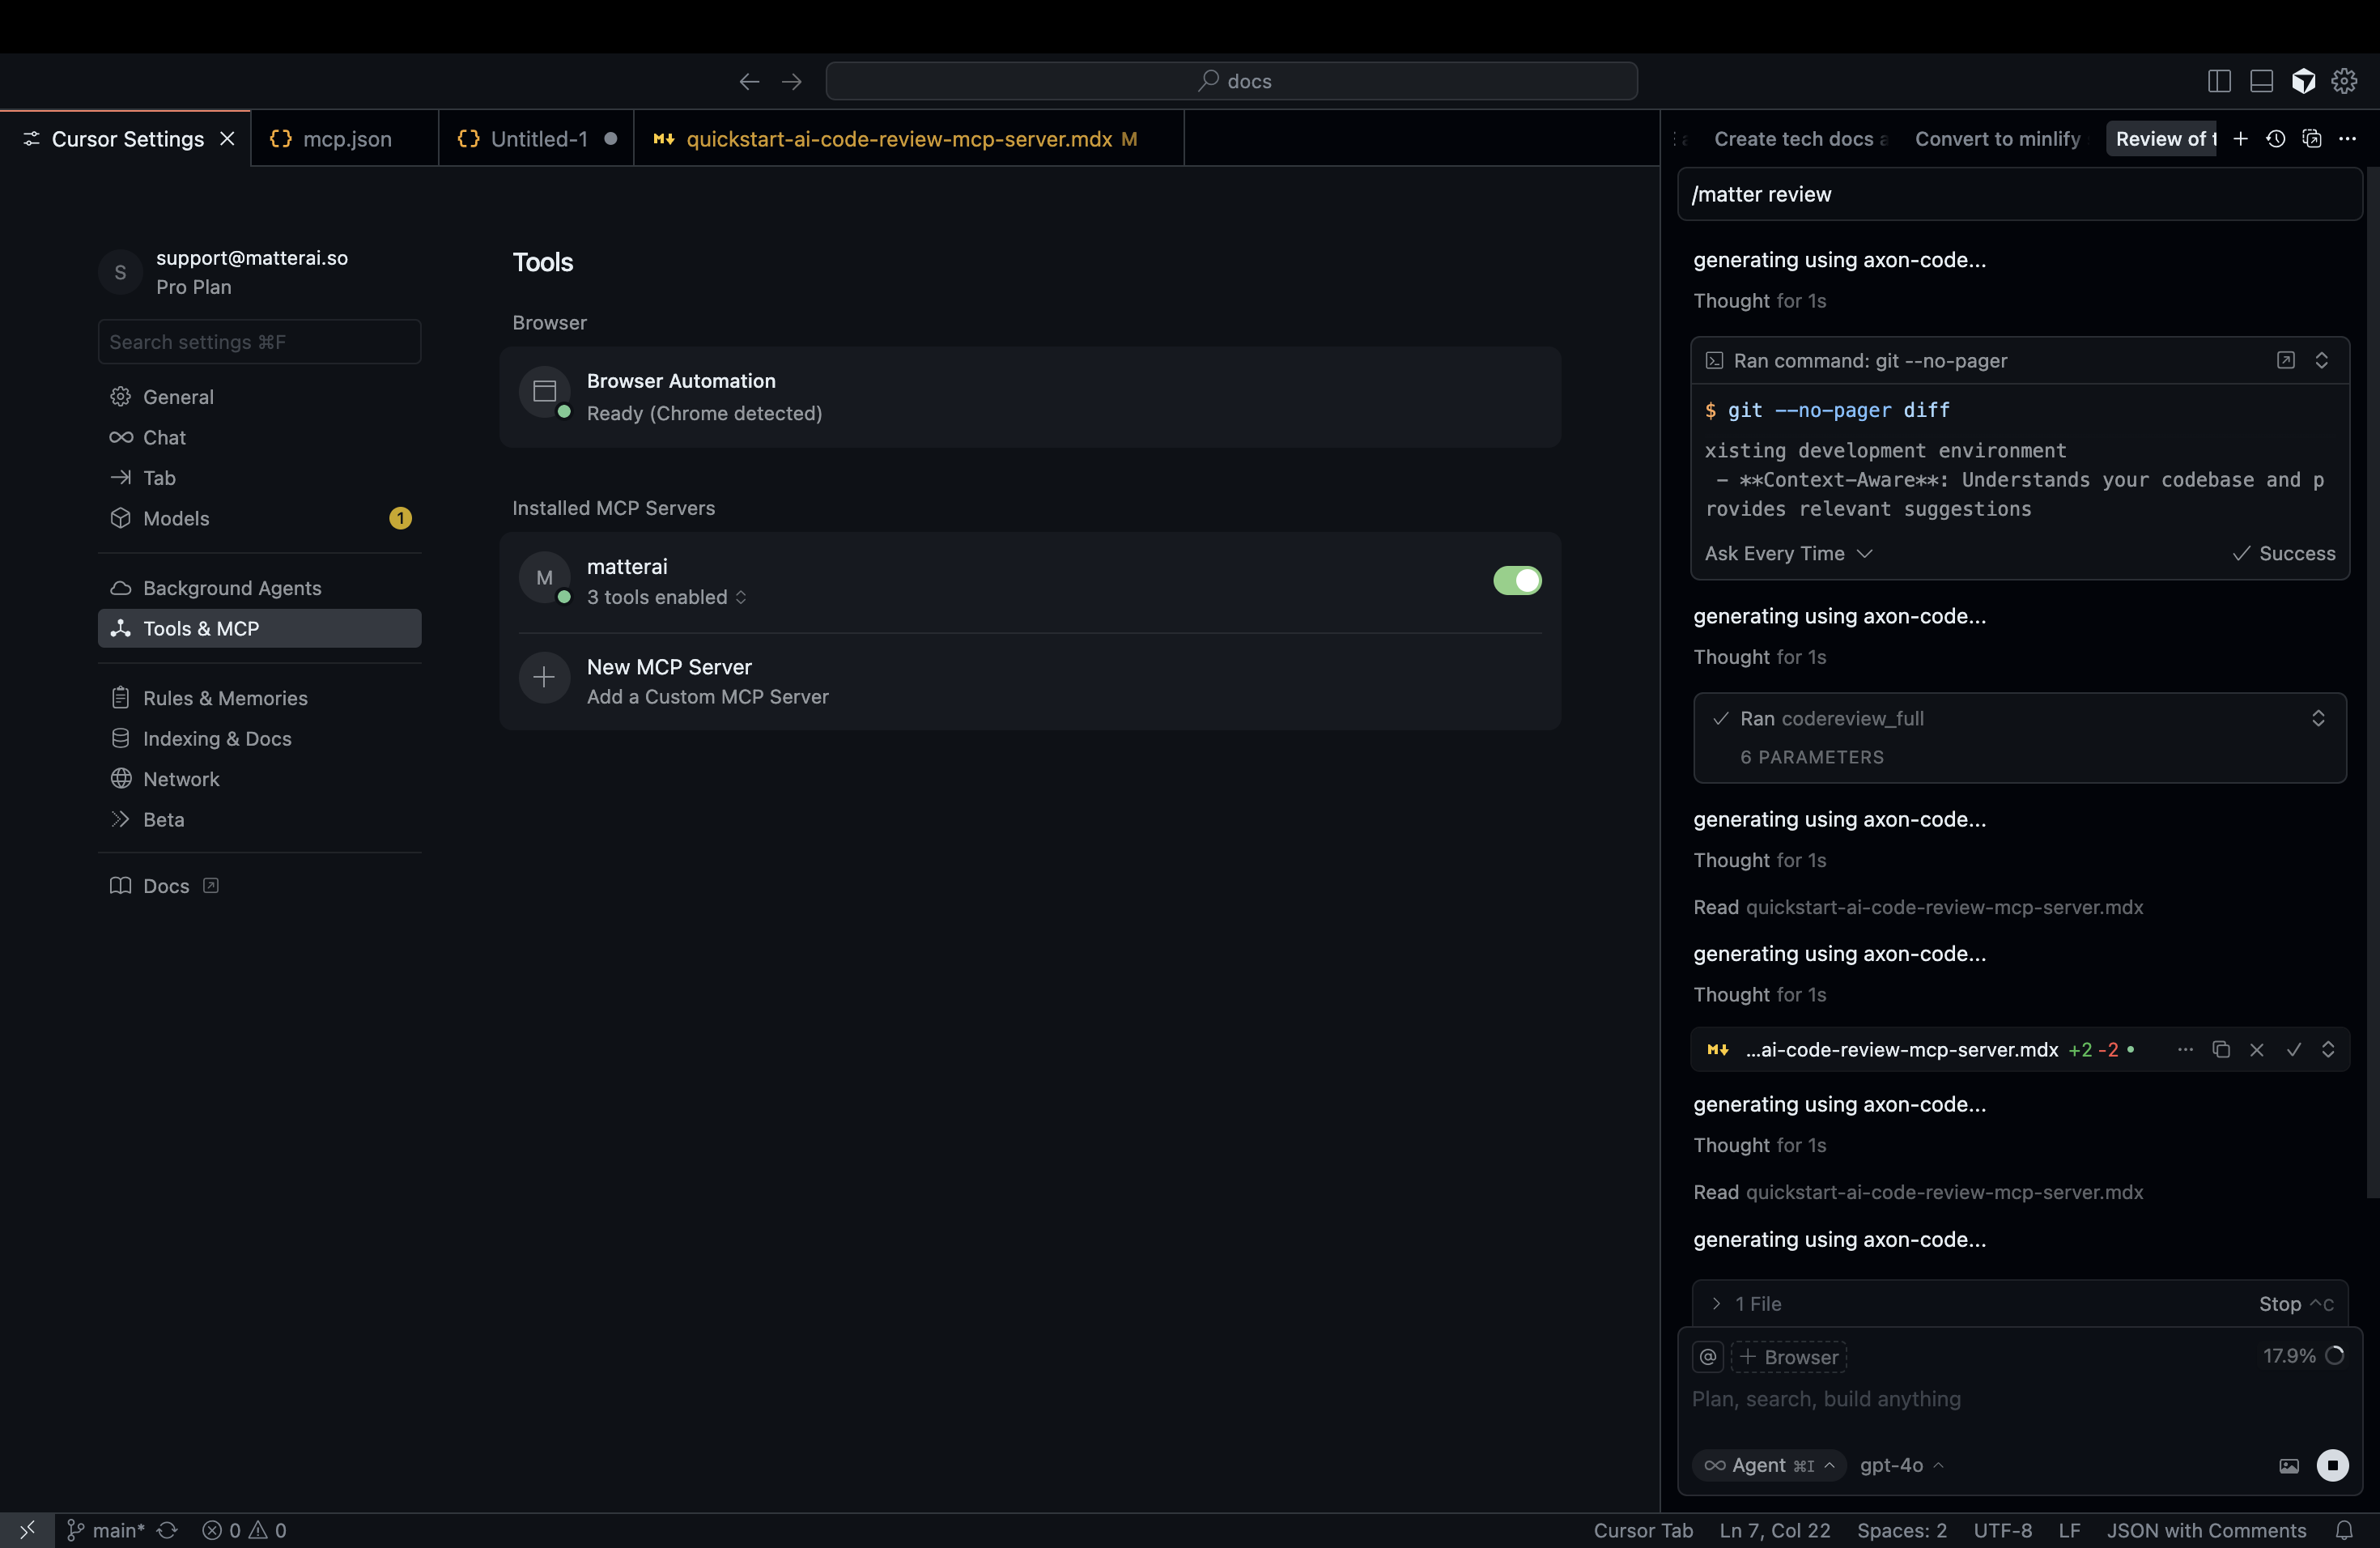 docs
Cursor Settings
mcp.json
Untitled-1
quickstart-ai-code-review-mcp-server.mdx M
Create tech docs
Convert to minlify
Review of t
S
support@matterai.so
Pro Plan
Search settings ⌘F
General
Chat
Tab
Models
1
Background Agents
Tools & MCP
Rules & Memories
Indexing & Docs
Network
Beta
Docs
Tools
Browser
Browser Automation
Ready (Chrome detected)
Installed MCP Servers
M
matterai
3 tools enabled
New MCP Server
Add a Custom MCP Server
/matter review
generating using axon-code...
Thought for 1s
Ran command: git --no-pager
$ git --no-pager diff
xisting development environment
- **Context-Aware**: Understands your codebase and p
rovides relevant suggestions
Ask Every Time
Success
generating using axon-code...
Thought for 1s
Ran codereview_full
6 PARAMETERS
generating using axon-code...
Thought for 1s
Read quickstart-ai-code-review-mcp-server.mdx
generating using axon-code...
Thought for 1s
...ai-code-review-mcp-server.mdx +2 -2
generating using axon-code...
Thought for 1s
Read quickstart-ai-code-review-mcp-server.mdx
generating using axon-code...
1 File
Stop ^C
@
Browser
17.9%
Plan, search, build anything
Agent ⌘I
gpt-4o
main*
0
0
Cursor Tab
Ln 7, Col 22
Spaces: 2
UTF-8
LF
JSON with Comments